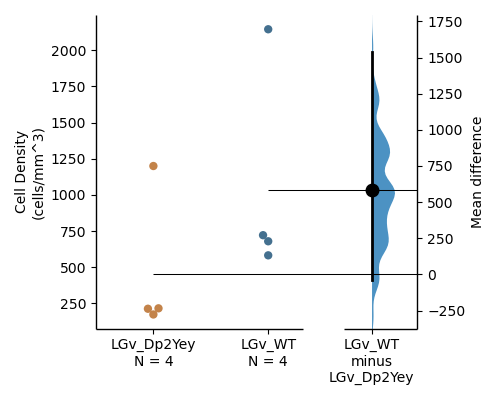 Cell Density
(cells/mm^3)
2000
1750
1500
1250
1000
750
500
250
LGv_Dp2Yey
N = 4
LGv_WT
N = 4
LGv_WT
minus
LGv_Dp2Yey
1750
1500
1250
1000
750
500
250
0
−250
Mean difference